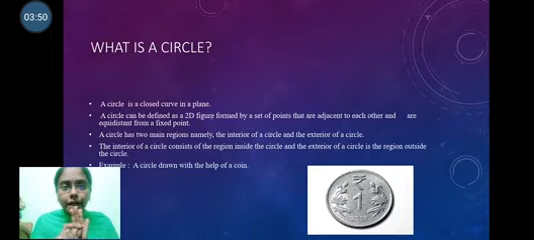 03:50
WHAT IS A CIRCLE?
• A circle is a closed curve in a plane.
• A circle can be defined as a 2D figure formed by a set of points that are adjacent to each other and are
equidistant from a fixed point.
• A circle has two main regions namely, the interior of a circle and the exterior of a circle.
• The interior of a circle consists of the region inside the circle and the exterior of a circle is the region outside
the circle.
• Example : A circle drawn with the help of a coin.
₹
1